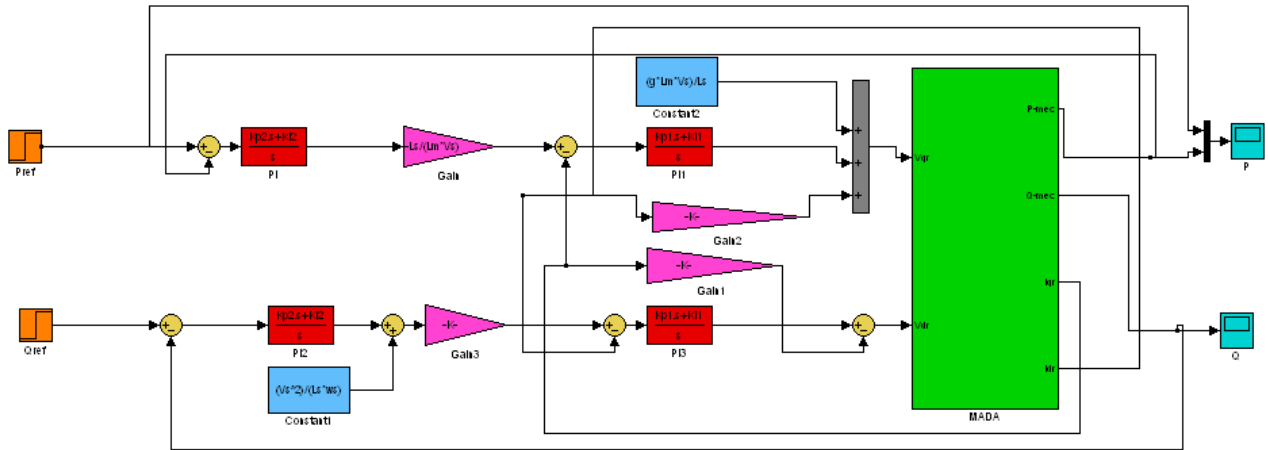 (g*Lm*Vs)/Ls
Constant2
P-mec
Pref
kp2.s+KI2
s
PI
-Ls/(Lm*Vs)
Gain
kp1.s+KI1
s
PI1
Vqr
P
-K-
Gain2
Q-mec
-K-
Gain1
Iqr
Qref
kp2.s+KI2
s
PI2
-K-
Gain3
kp1.s+KI1
s
PI3
Vdr
Q
Idr
(Vs^2)/(Ls*ws)
Constant1
MADA